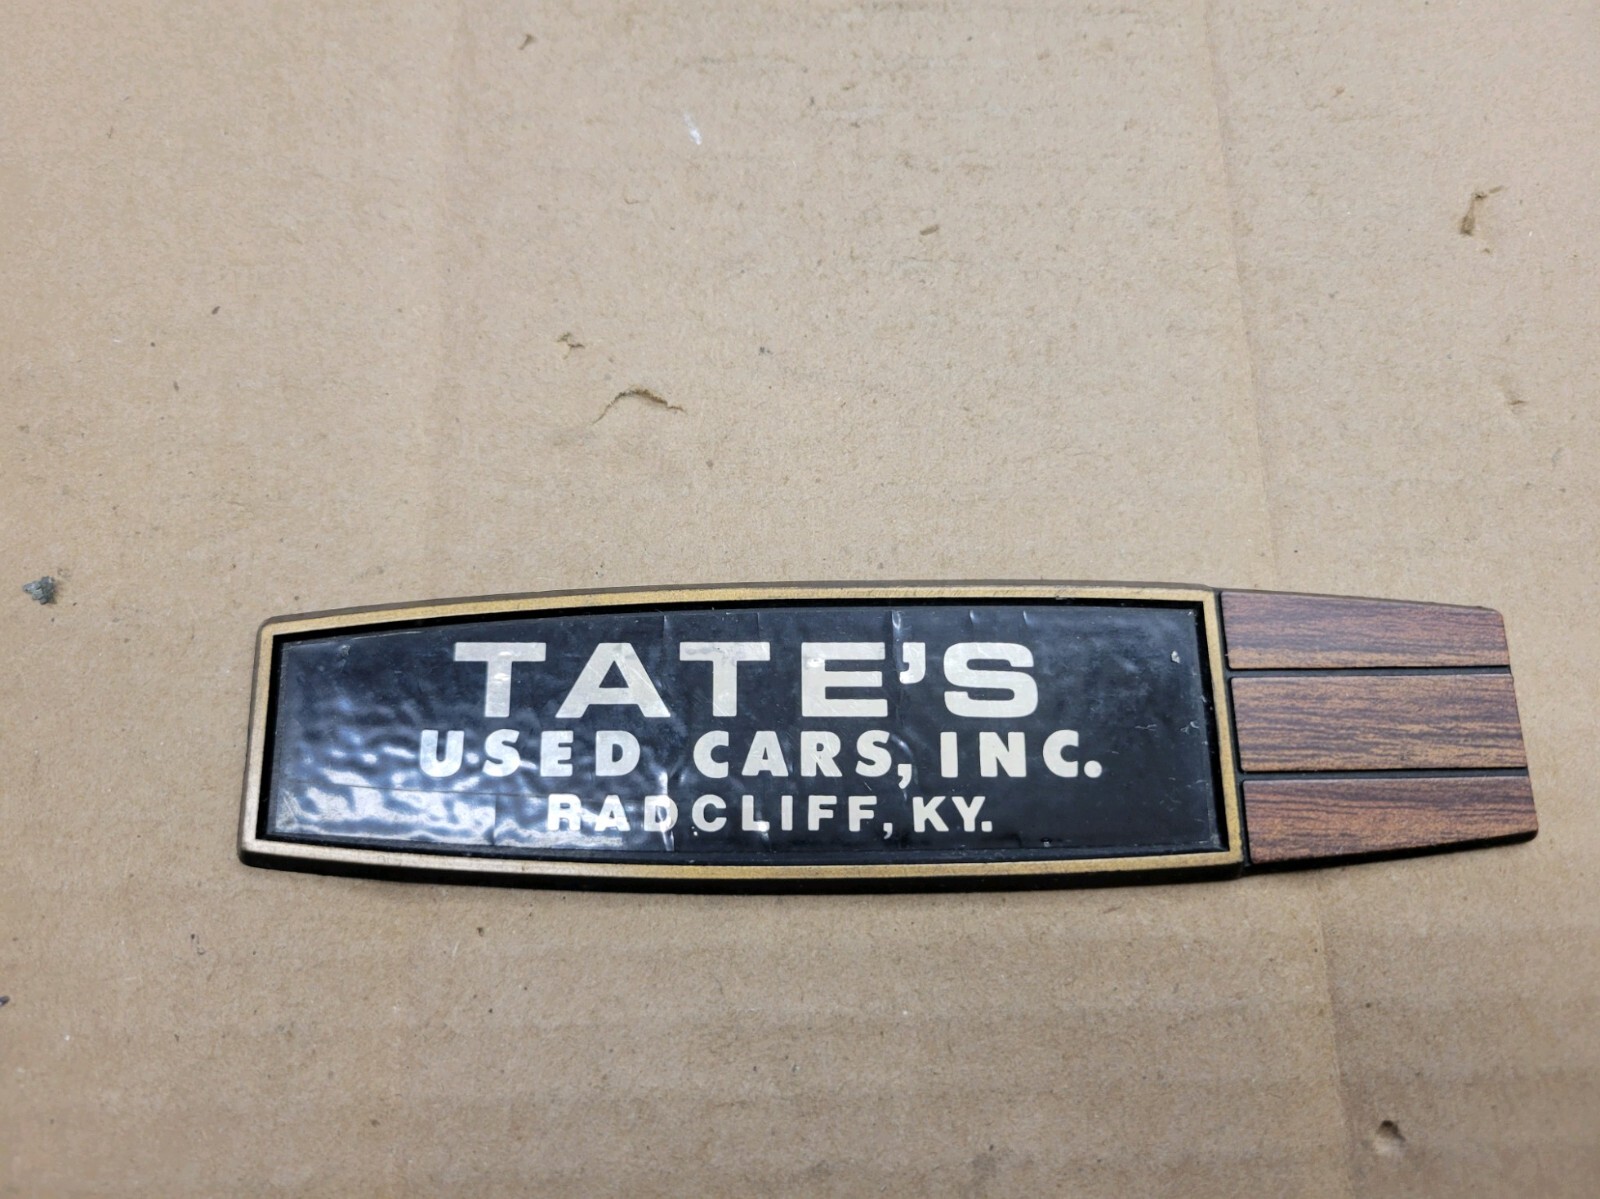 TATE'S
USED CARS, INC.
RADCLIFF, KY.